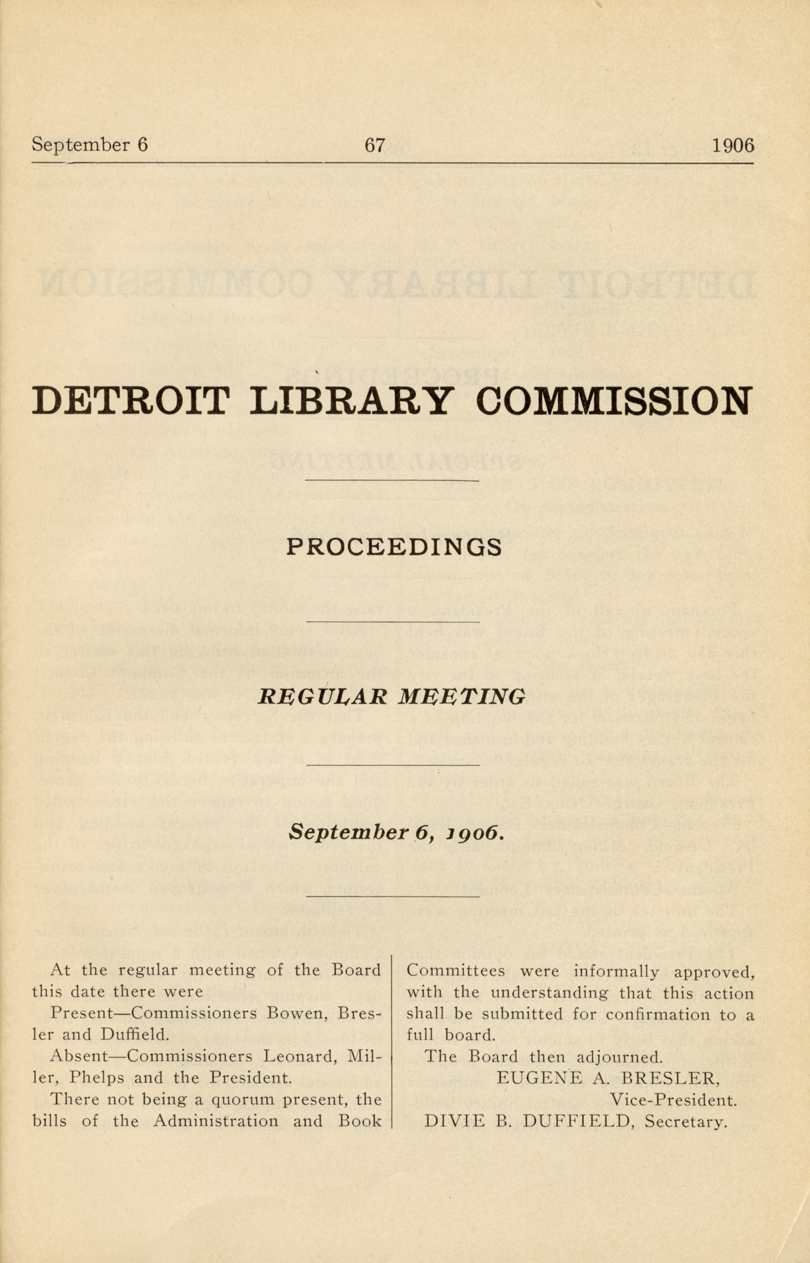 September 6 67 1906
DETROIT LIBRARY COMMISSION
PROCEEDINGS
REGULAR MEETING
September 6, 1906.
At the regular meeting of the Board
this date there were
Present—Commissioners Bowen, Bres-
ler and Duffield.
Absent—Commissioners Leonard, Mil-
ler, Phelps and the President.
There not being a quorum present, the
bills of the Administration and Book
Committees were informally approved,
with the understanding that this action
shall be submitted for confirmation to a
full board.
The Board then adjourned.
EUGENE A. BRESLER,
Vice-President.
DIVIE B. DUFFIELD, Secretary.